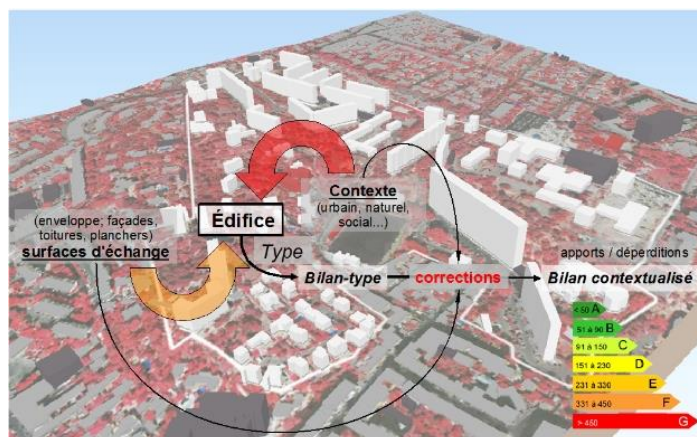 Contexte
(urbain, naturel,
social...)
Édifice
(enveloppe; façades,
toitures, planchers)
surfaces d'échange
Type
Bilan-type
corrections
apports / déperditions
Bilan contextualisé
< 50 A
51 à 90 B
91 à 150 C
151 à 230 D
231 à 330 E
331 à 450 F
> 450 G